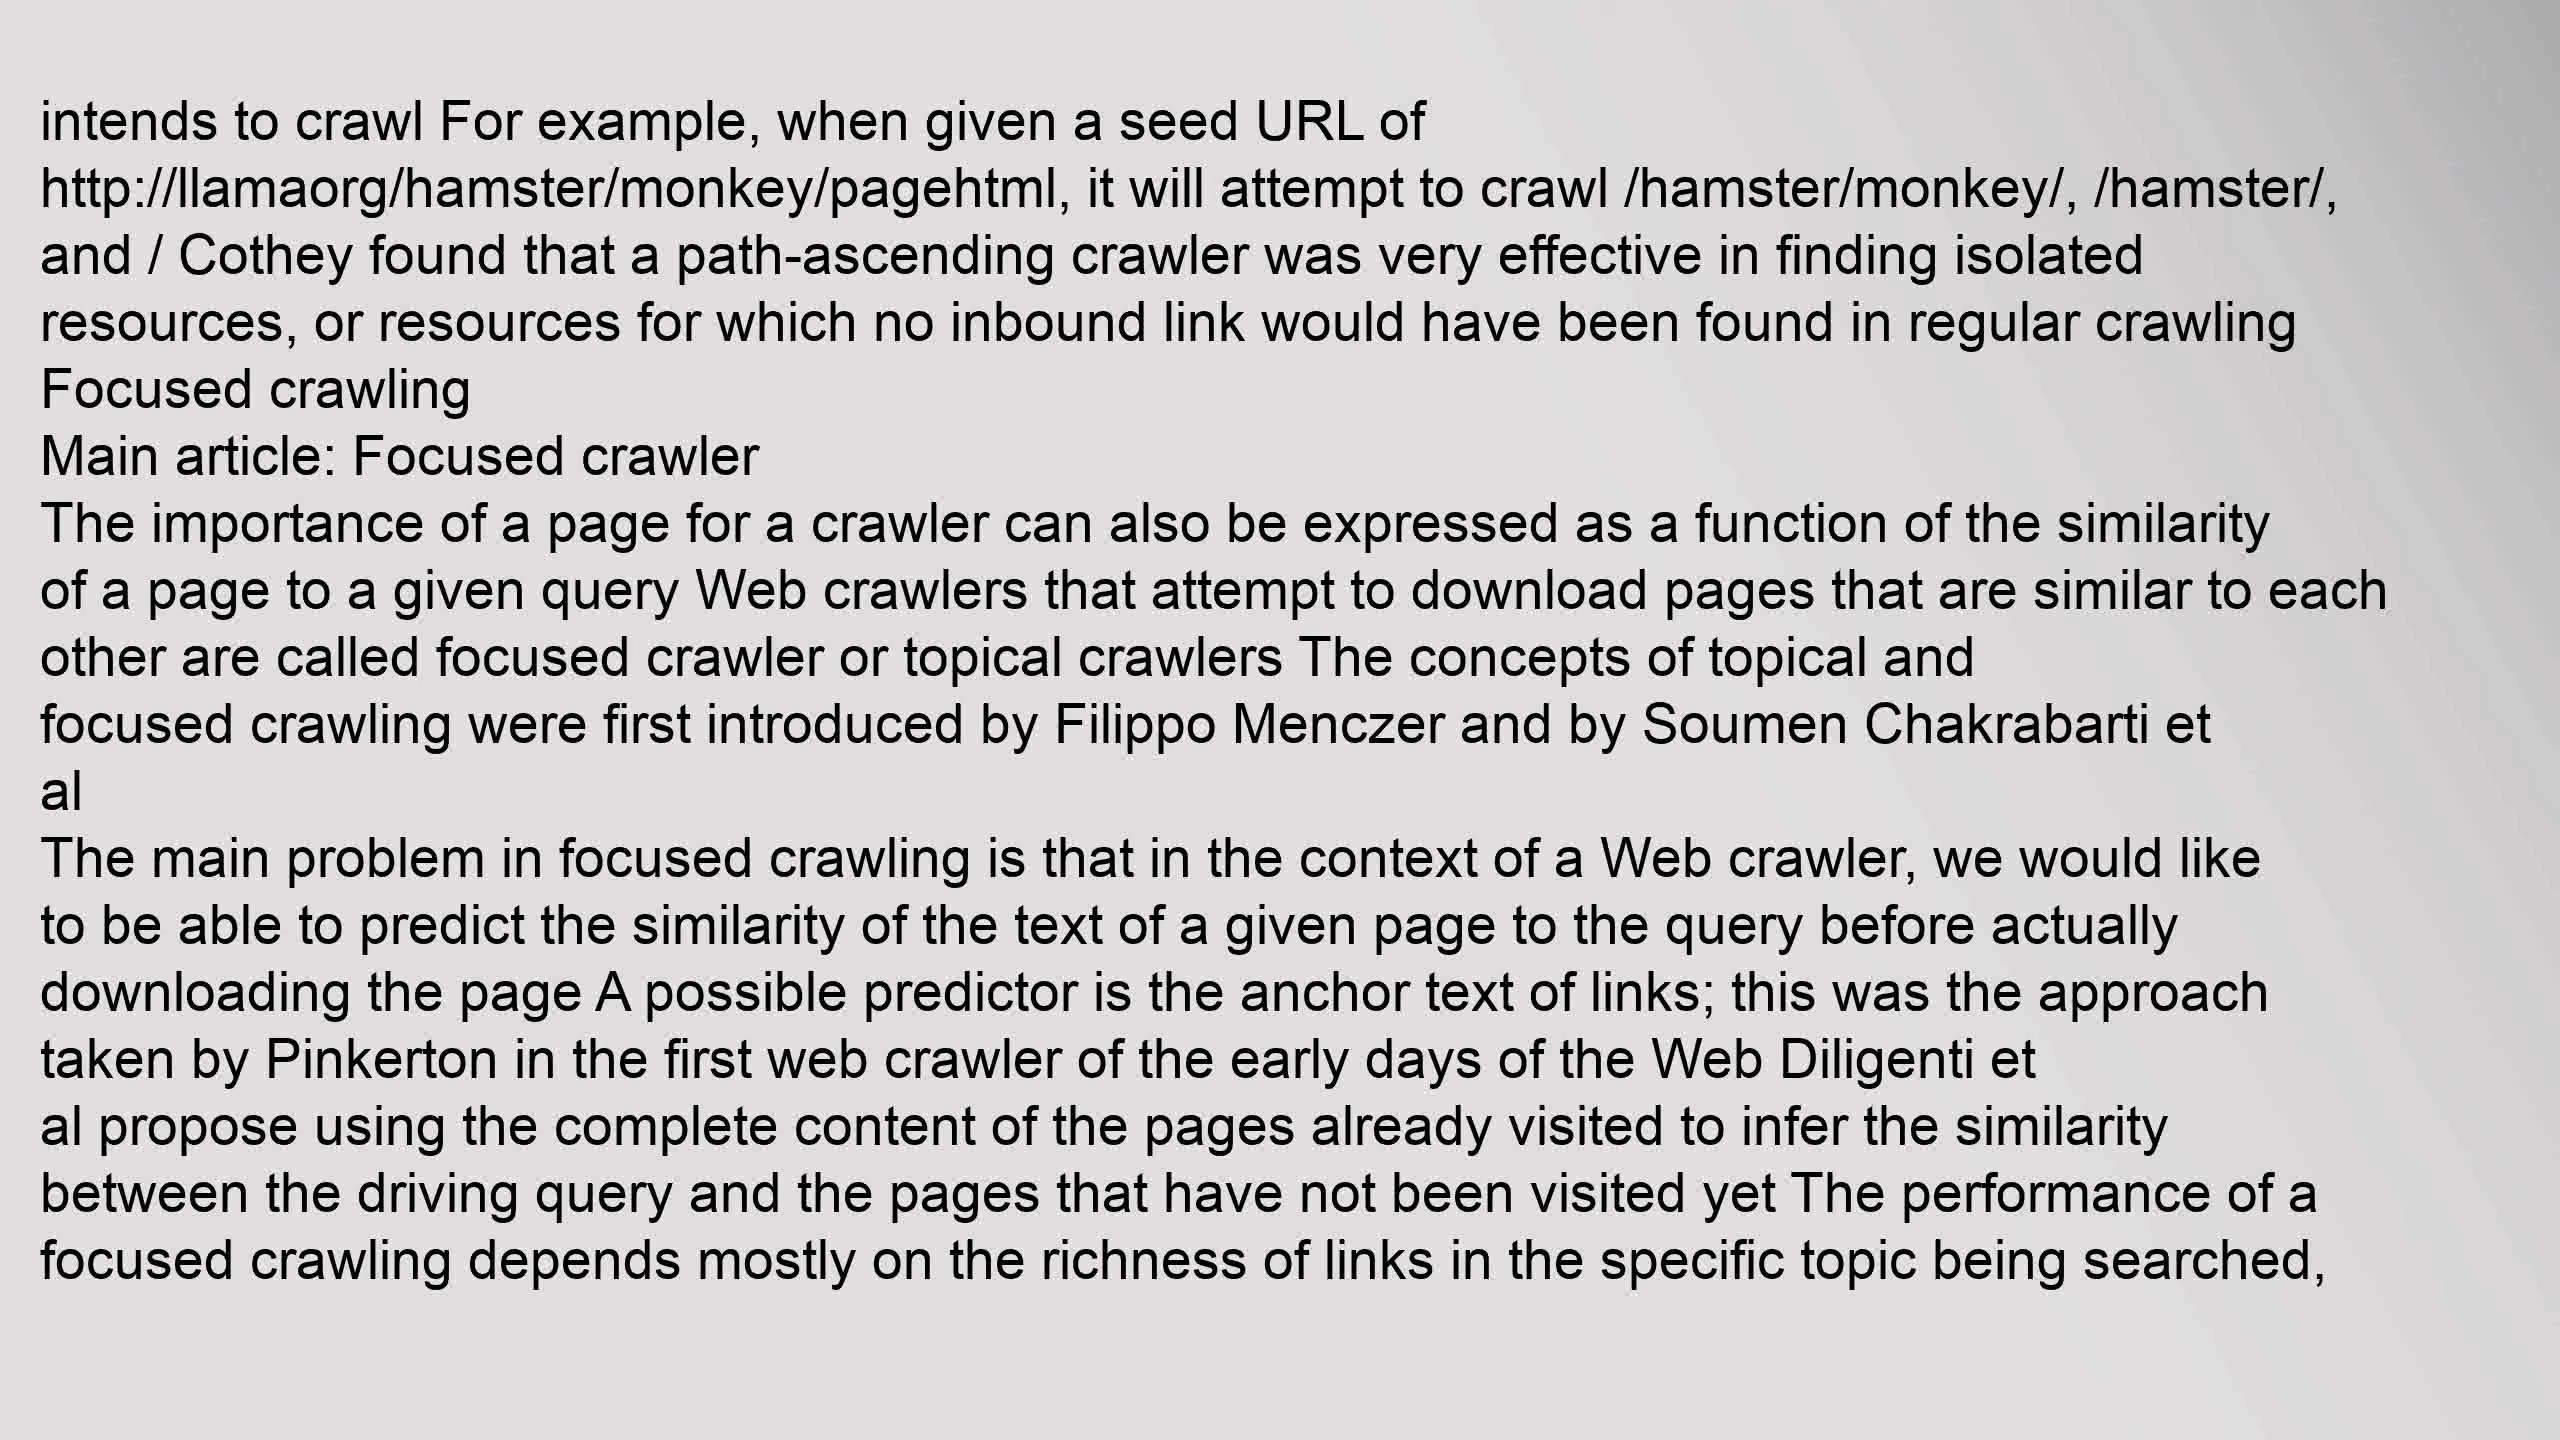 intends to crawl For example, when given a seed URL of
http://llamaorg/hamster/monkey/pagehtml, it will attempt to crawl /hamster/monkey/, /hamster/,
and / Cothey found that a path-ascending crawler was very effective in finding isolated
resources, or resources for which no inbound link would have been found in regular crawling
Focused crawling
Main article: Focused crawler
The importance of a page for a crawler can also be expressed as a function of the similarity
of a page to a given query Web crawlers that attempt to download pages that are similar to each
other are called focused crawler or topical crawlers The concepts of topical and
focused crawling were first introduced by Filippo Menczer and by Soumen Chakrabarti et
al
The main problem in focused crawling is that in the context of a Web crawler, we would like
to be able to predict the similarity of the text of a given page to the query before actually
downloading the page A possible predictor is the anchor text of links; this was the approach
taken by Pinkerton in the first web crawler of the early days of the Web Diligenti et
al propose using the complete content of the pages already visited to infer the similarity
between the driving query and the pages that have not been visited yet The performance of a
focused crawling depends mostly on the richness of links in the specific topic being searched,